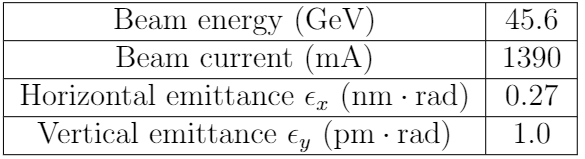 Beam energy (GeV) 45.6
Beam current (mA) 1390
Horizontal emittance ϵₓ (nm · rad) 0.27
Vertical emittance ϵ_y (pm · rad) 1.0